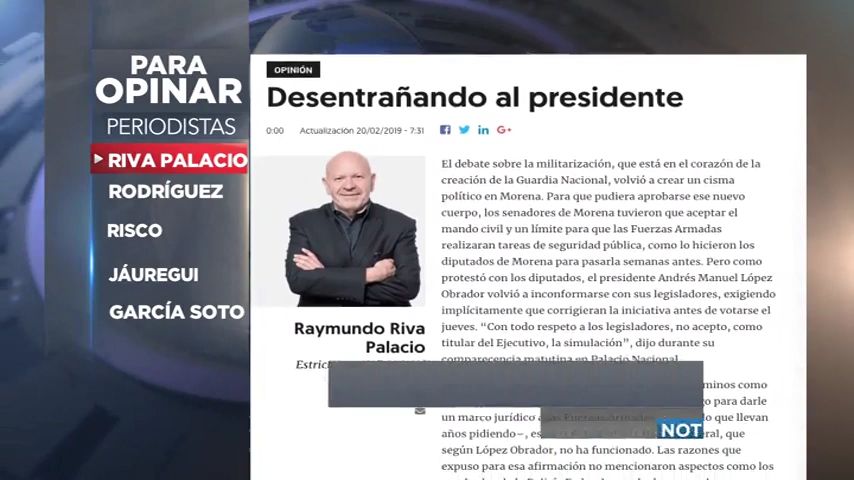 PARA
OPINAR
PERIODISTAS
RIVA PALACIO
RODRÍGUEZ
RISCO
JÁUREGUI
GARCÍA SOTO
OPINIÓN
Desentrañando al presidente
0:00 Actualización 20/02/2019 - 7:31
El debate sobre la militarización, que está en el corazón de la
creación de la Guardia Nacional, volvió a crear un cisma
político en Morena. Para que pudiera aprobarse ese nuevo
cuerpo, los senadores de Morena tuvieron que aceptar el
mando civil y un límite para que las Fuerzas Armadas
realizaran tareas de seguridad pública, como lo hicieron los
diputados de Morena para pasarla semanas antes. Pero como
protestó con los diputados, el presidente Andrés Manuel López
Obrador volvió a inconformarse con sus legisladores, exigiendo
implícitamente que corrigieran la iniciativa antes de votarse el
jueves. “Con todo respeto a los legisladores, no acepto, como
titular del Ejecutivo, la simulación”, dijo durante su
comparecencia matutina en Palacio Nacional.
Raymundo Riva
Palacio
como
para darle
un marco jurídico a las Fuerzas Armadas que llevan
años pidiendo–, que
según López Obrador, no ha funcionado. Las razones que
expuso para esa afirmación no mencionaron aspectos como los
NOT